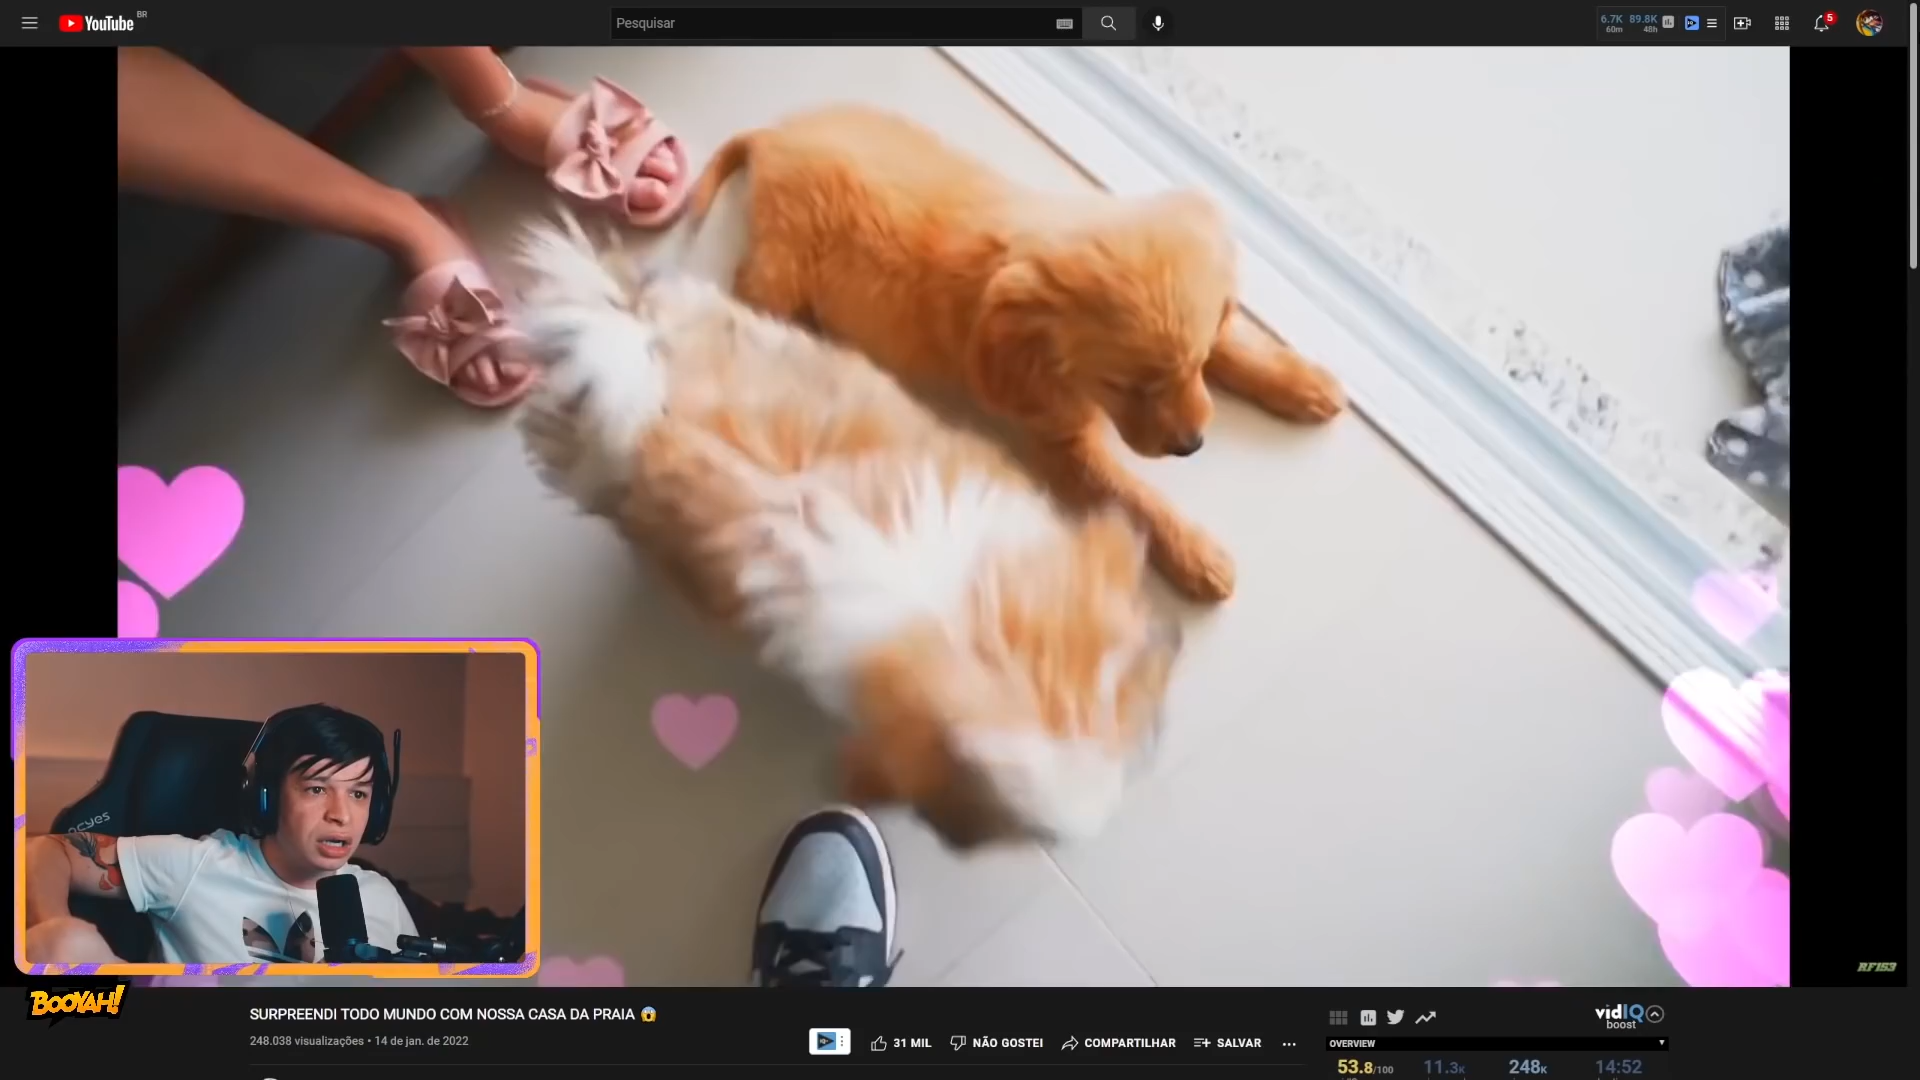 YouTube BR
Pesquisar
6.7K 89.8K
60m 48h
5
ocyes
RF153
BOOYAH!
SURPREENDI TODO MUNDO COM NOSSA CASA DA PRAIA 😱
248.038 visualizações • 14 de jan. de 2022
31 MIL NÃO GOSTEI COMPARTILHAR SALVAR
vidIQ
boost
OVERVIEW
53.8/100 11.3K 248K 14:52